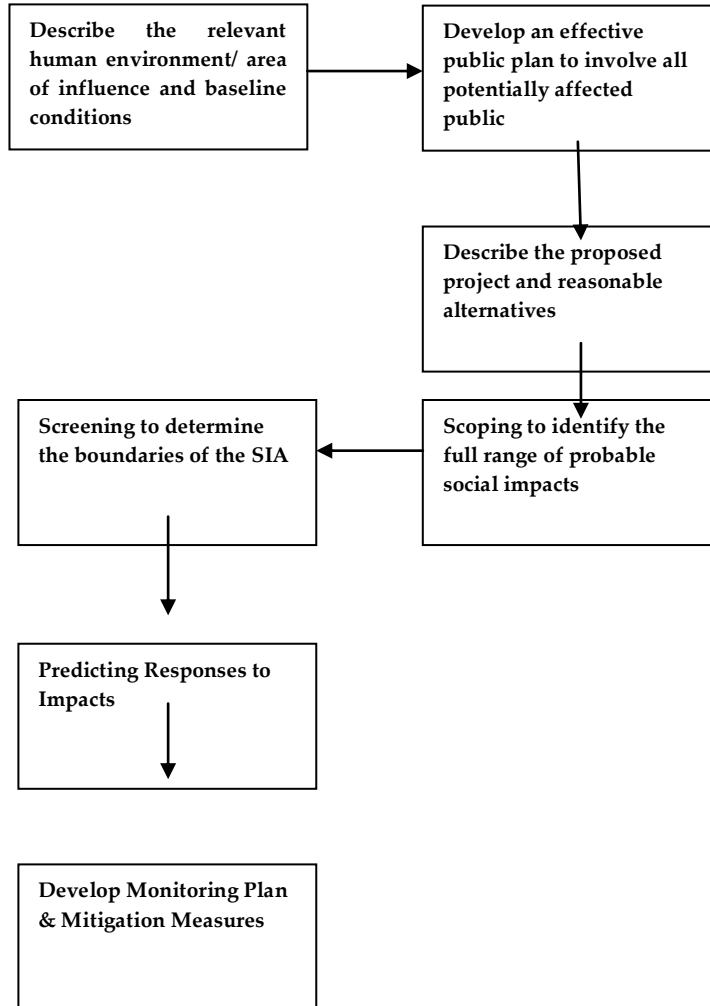 Describe the relevant
human environment/ area
of influence and baseline
conditions
Develop an effective
public plan to involve all
potentially affected
public
Describe the proposed
project and reasonable
alternatives
Scoping to identify the
full range of probable
social impacts
Screening to determine
the boundaries of the SIA
Predicting Responses to
Impacts
Develop Monitoring Plan
& Mitigation Measures